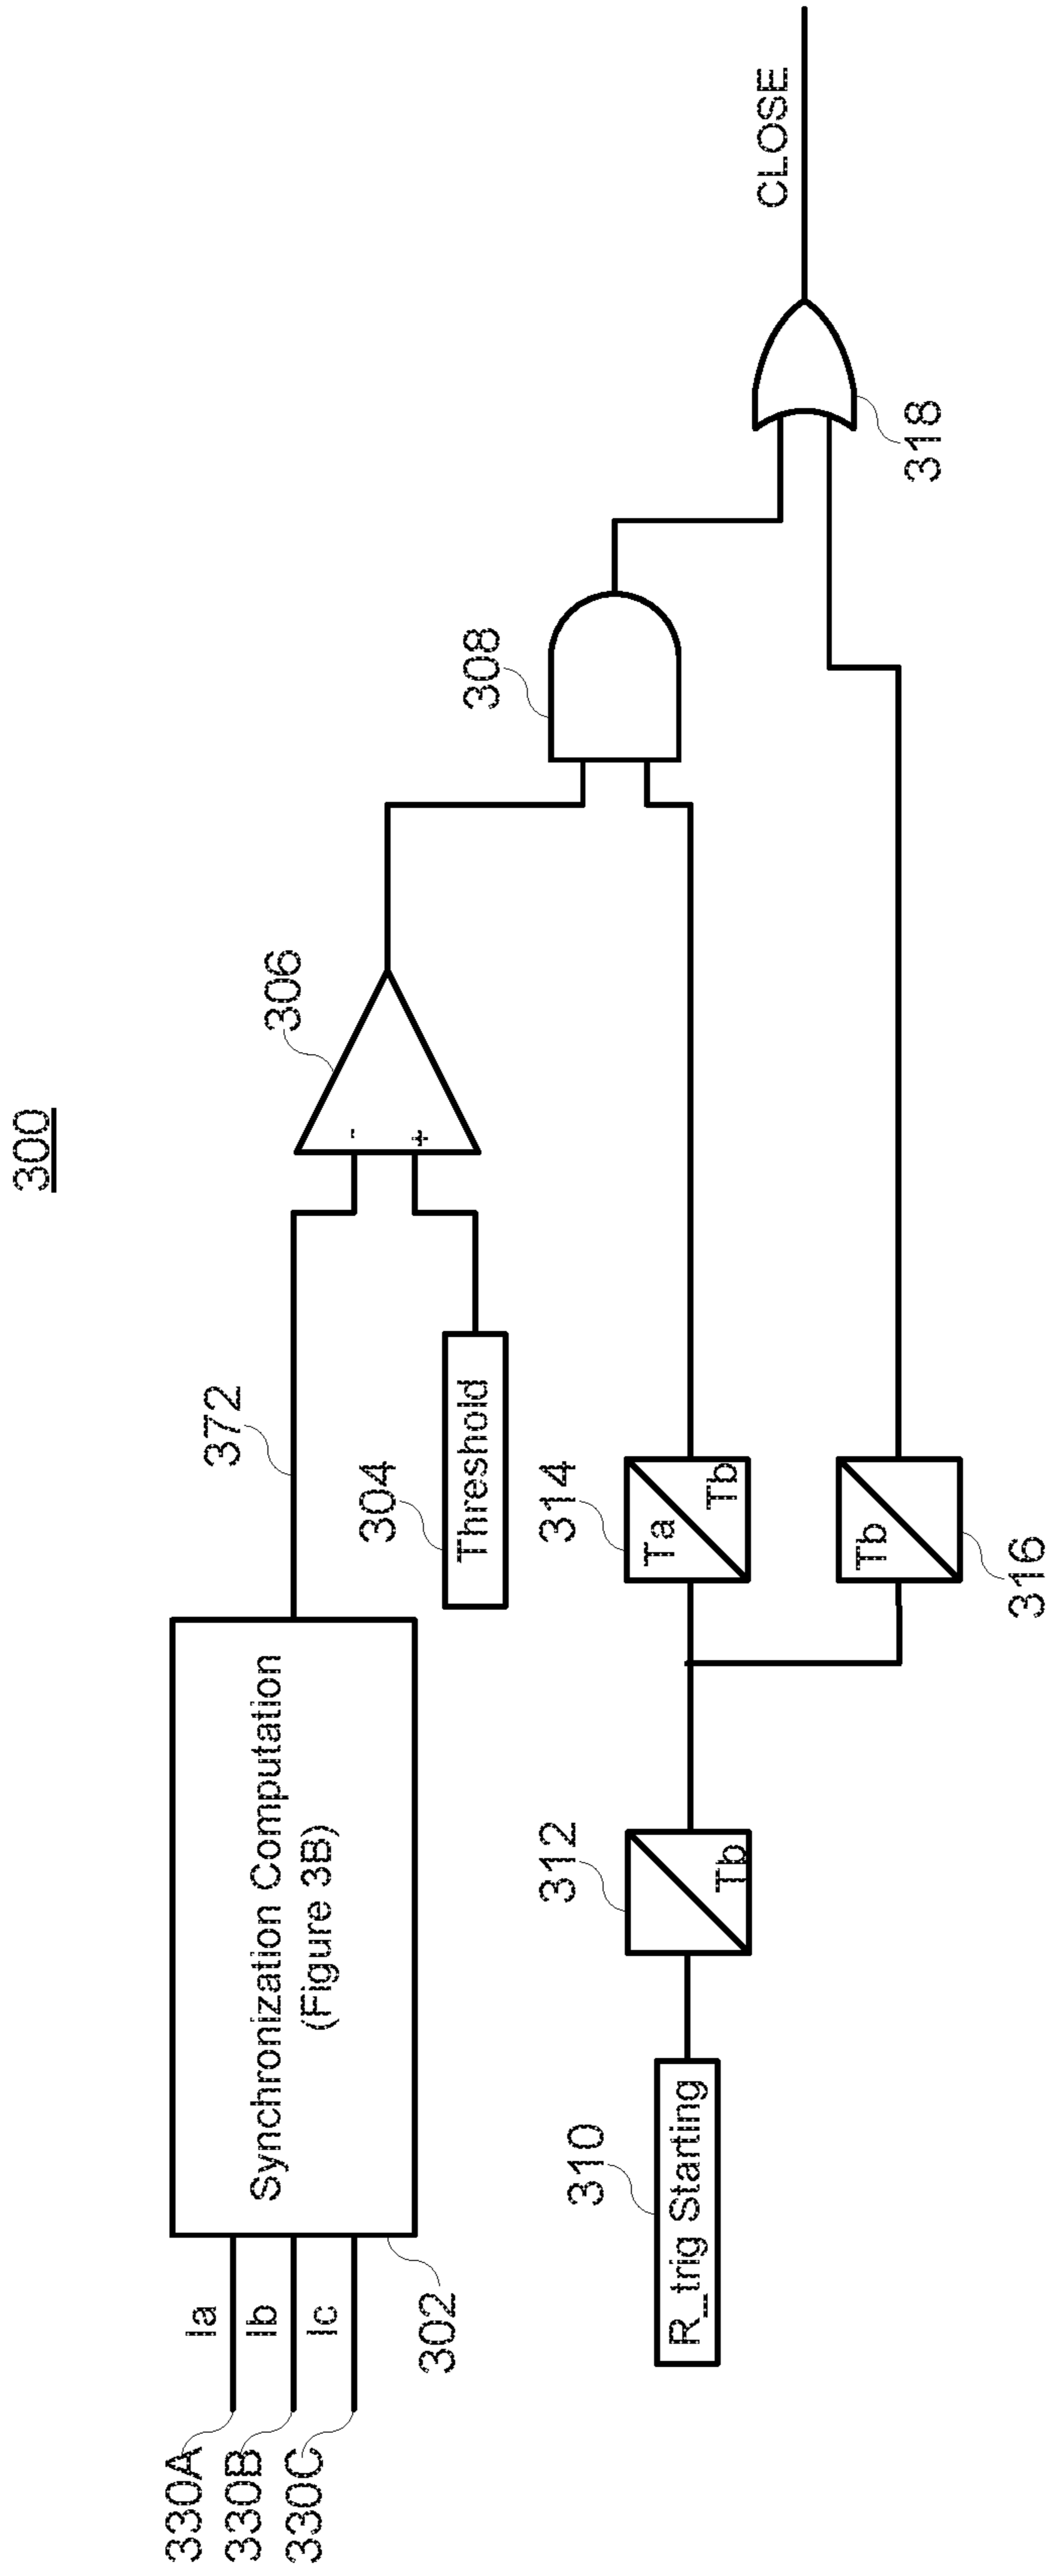 300
330A
Ia
330B
Ib
330C
Ic
302
Synchronization Computation
(Figure 3B)
372
304
Threshold
306
-
+
308
310
R_trig Starting
312
Tb
314
Ta
Tb
316
Tb
318
CLOSE